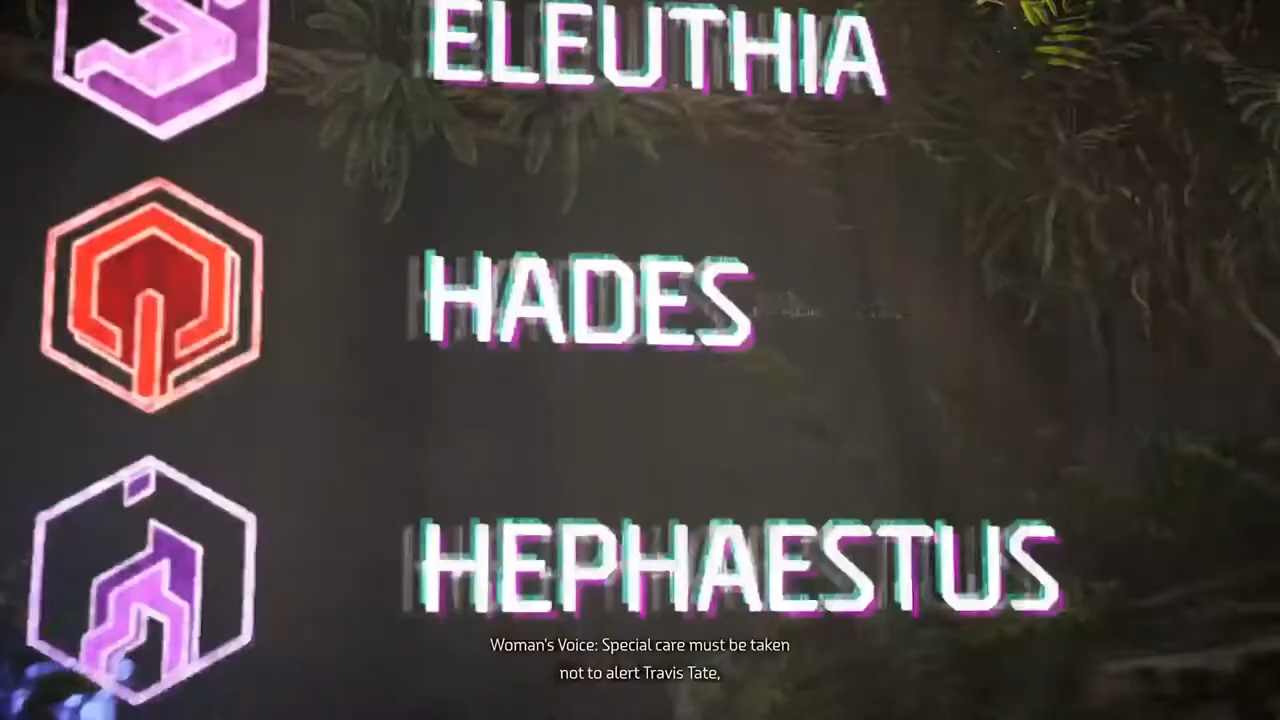 ELEUTHIA
HADES
HEPHAESTUS
Woman's Voice: Special care must be taken
not to alert Travis Tate,